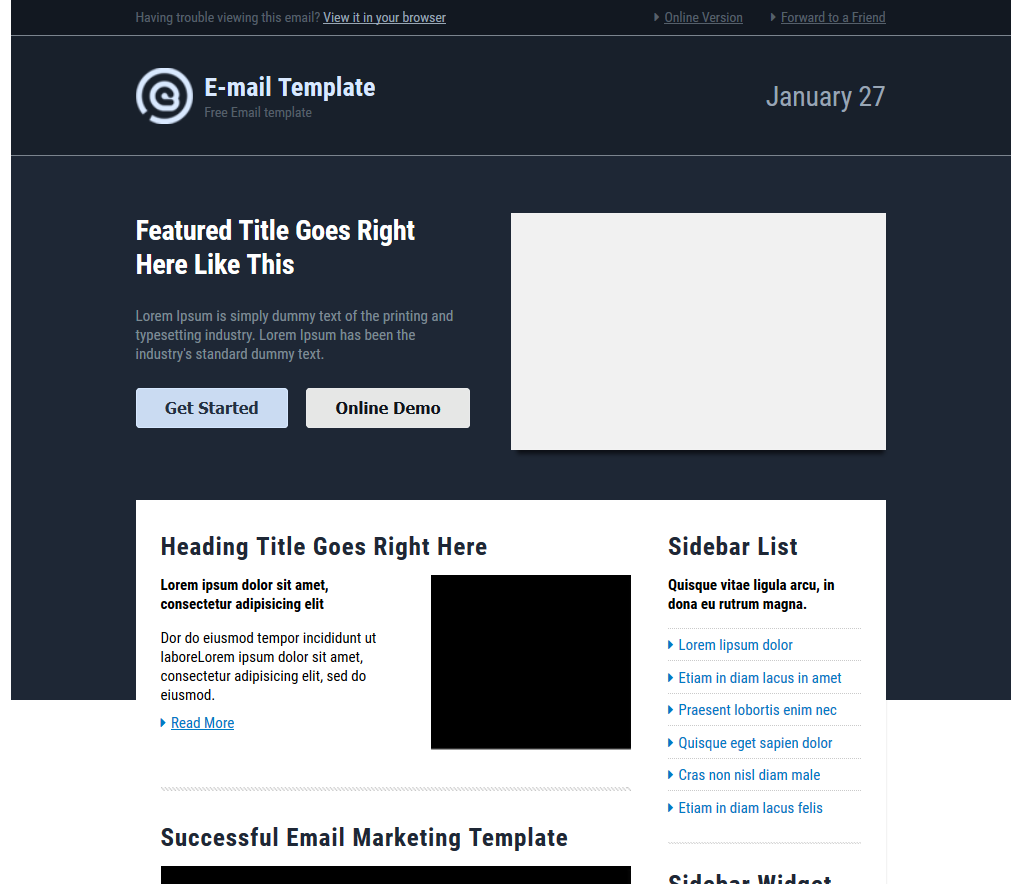 Having trouble viewing this email? View it in your browser
Online Version
Forward to a Friend
E-mail Template
Free Email template
January 27
Featured Title Goes Right
Here Like This
Lorem Ipsum is simply dummy text of the printing and
typesetting industry. Lorem Ipsum has been the
industry's standard dummy text.
Get Started
Online Demo
Heading Title Goes Right Here
Lorem ipsum dolor sit amet,
consectetur adipisicing elit
Dor do eiusmod tempor incididunt ut
laboreLorem ipsum dolor sit amet,
consectetur adipisicing elit, sed do
eiusmod.
Read More
Successful Email Marketing Template
Sidebar List
Quisque vitae ligula arcu, in
dona eu rutrum magna.
Lorem lipsum dolor
Etiam in diam lacus in amet
Praesent lobortis enim nec
Quisque eget sapien dolor
Cras non nisl diam male
Etiam in diam lacus felis
Sidebar Widget